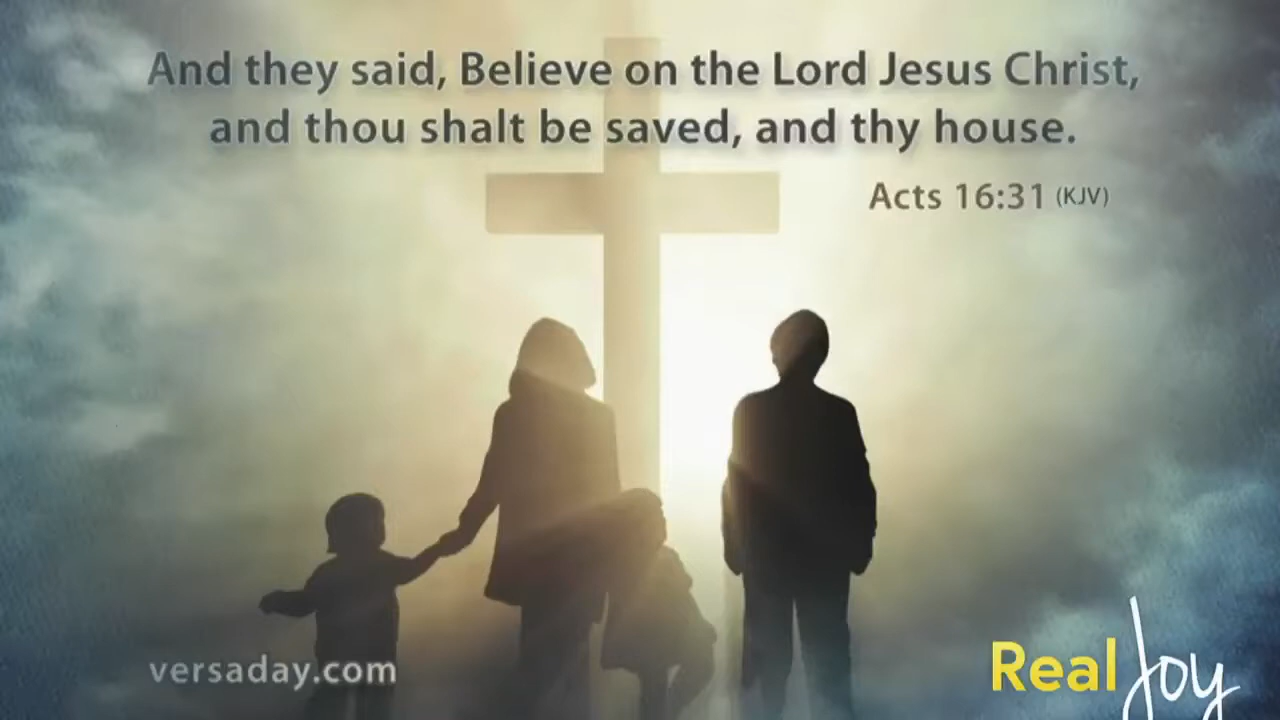 And they said, Believe on the Lord Jesus Christ,
and thou shalt be saved, and thy house.
Acts 16:31 (KJV)
versaday.com
Real Joy